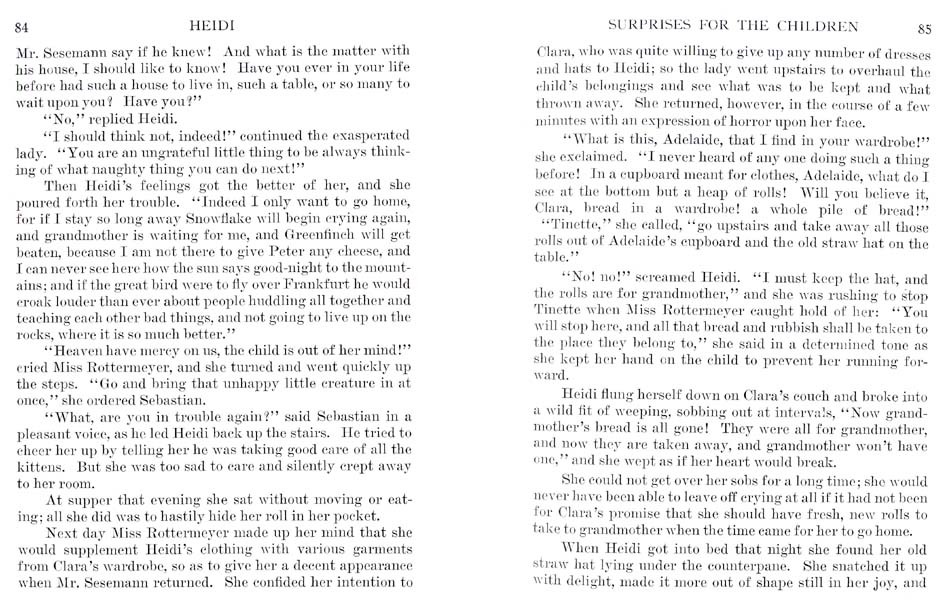 84 HEIDI
Mr. Sesemann say if he knew! And what is the matter with
his house, I should like to know! Have you ever in your life
before had such a house to live in, such a table, or so many to
wait upon you? Have you?”
“No,” replied Heidi.
“I should think not, indeed!” continued the exasperated
lady. “You are an ungrateful little thing to be always think-
ing of what naughty thing you can do next!”
Then Heidi’s feelings got the better of her, and she
poured forth her trouble. “Indeed I only want to go home,
for if I stay so long away Snowflake will begin crying again,
and grandmother is waiting for me, and Greenfinch will get
beaten, because I am not there to give Peter any cheese, and
I can never see here how the sun says good-night to the mount-
ains; and if the great bird were to fly over Frankfurt he would
croak louder than ever about people huddling all together and
teaching each other bad things, and not going to live up on the
rocks, where it is so much better.”
“Heaven have mercy on us, the child is out of her mind!”
cried Miss Rottermeyer, and she turned and went quickly up
the steps. “Go and bring that unhappy little creature in at
once,” she ordered Sebastian.
“What, are you in trouble again?” said Sebastian in a
pleasant voice, as he led Heidi back up the stairs. He tried to
cheer her up by telling her he was taking good care of all the
kittens. But she was too sad to care and silently crept away
to her room.
At supper that evening she sat without moving or eat-
ing; all she did was to hastily hide her roll in her pocket.
Next day Miss Rottermeyer made up her mind that she
would supplement Heidi’s clothing with various garments
from Clara’s wardrobe, so as to give her a decent appearance
when Mr. Sesemann returned. She confided her intention to
SURPRISES FOR THE CHILDREN 85
Clara, who was quite willing to give up any number of dresses
and hats to Heidi; so the lady went upstairs to overhaul the
child’s belongings and see what was to be kept and what
thrown away. She returned, however, in the course of a few
minutes with an expression of horror upon her face.
“What is this, Adelaide, that I find in your wardrobe!”
she exclaimed. “I never heard of any one doing such a thing
before! In a cupboard meant for clothes, Adelaide, what do I
see at the bottom but a heap of rolls! Will you believe it,
Clara, bread in a wardrobe! a whole pile of bread!”
“Tinette,” she called, “go upstairs and take away all those
rolls out of Adelaide’s cupboard and the old straw hat on the
table.”
“No! no!” screamed Heidi. “I must keep the hat, and
the rolls are for grandmother,” and she was rushing to stop
Tinette when Miss Rottermeyer caught hold of her: “You
will stop here, and all that bread and rubbish shall be taken to
the place they belong to,” she said in a determined tone as
she kept her hand on the child to prevent her running for-
ward.
Heidi flung herself down on Clara’s couch and broke into
a wild fit of weeping, sobbing out at intervals, “Now grand-
mother’s bread is all gone! They were all for grandmother,
and now they are taken away, and grandmother won’t have
one,” and she wept as if her heart would break.
She could not get over her sobs for a long time; she would
never have been able to leave off crying at all if it had not been
for Clara’s promise that she should have fresh, new rolls to
take to grandmother when the time came for her to go home.
When Heidi got into bed that night she found her old
straw hat lying under the counterpane. She snatched it up
with delight, made it more out of shape still in her joy, and